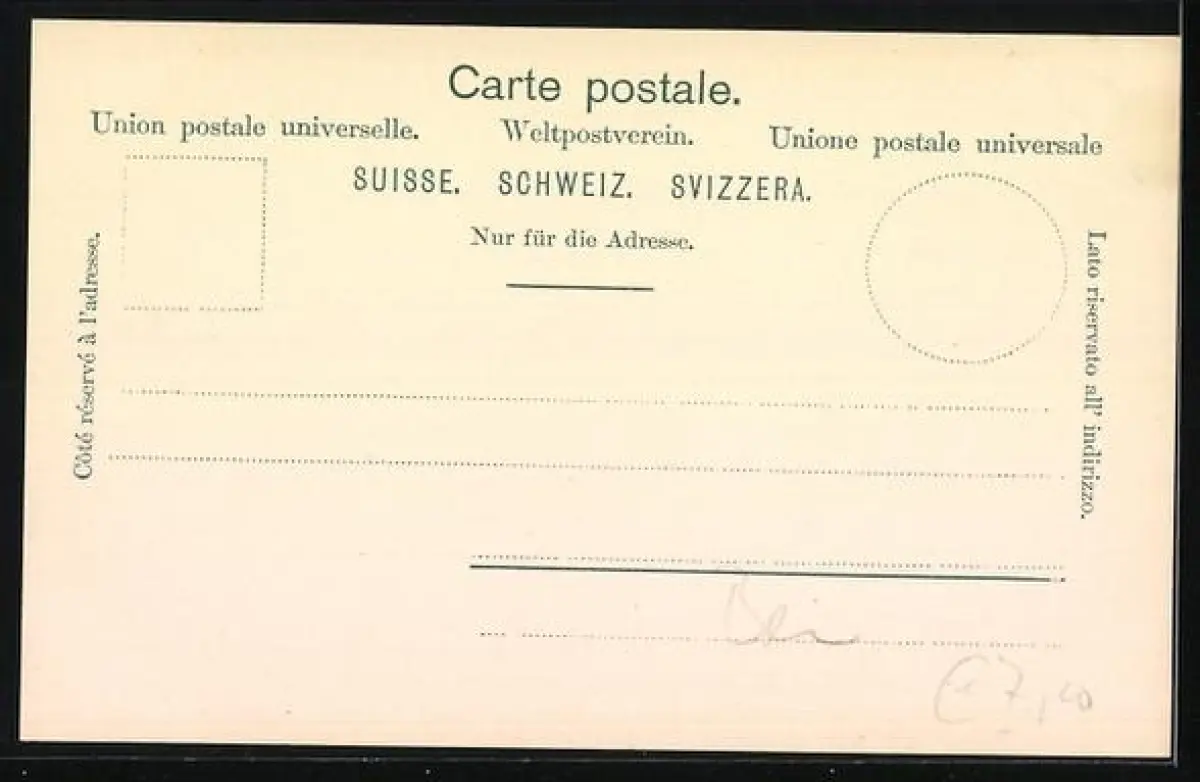 Carte postale.
Union postale universelle. Weltpostverein. Unione postale universale
SUISSE. SCHWEIZ. SVIZZERA.
Nur für die Adresse.
Côté réservé à l'adresse.
Lato riservato all' indirizzo.